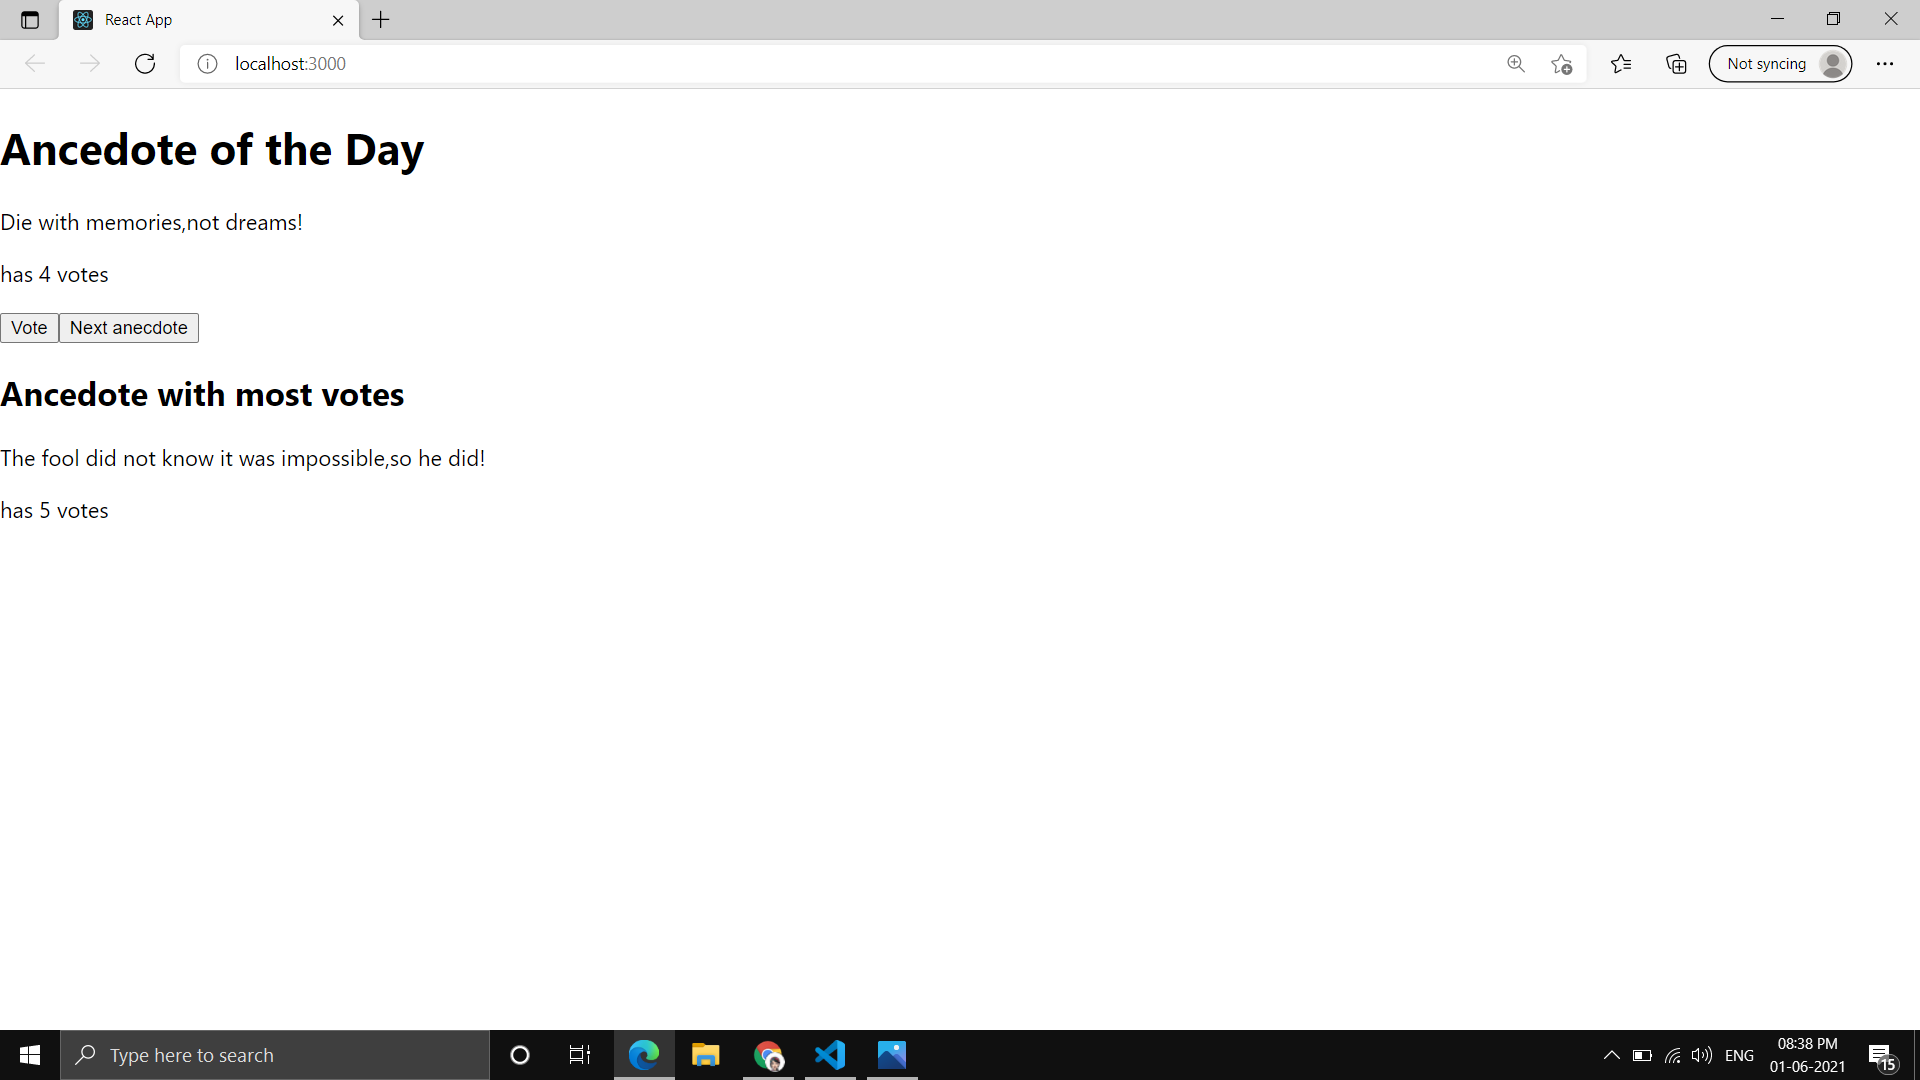 React App
localhost:3000
Not syncing
Ancedote of the Day
Die with memories,not dreams!
has 4 votes
Vote Next anecdote
Ancedote with most votes
The fool did not know it was impossible,so he did!
has 5 votes
Type here to search
ENG
08:38 PM
01-06-2021
15